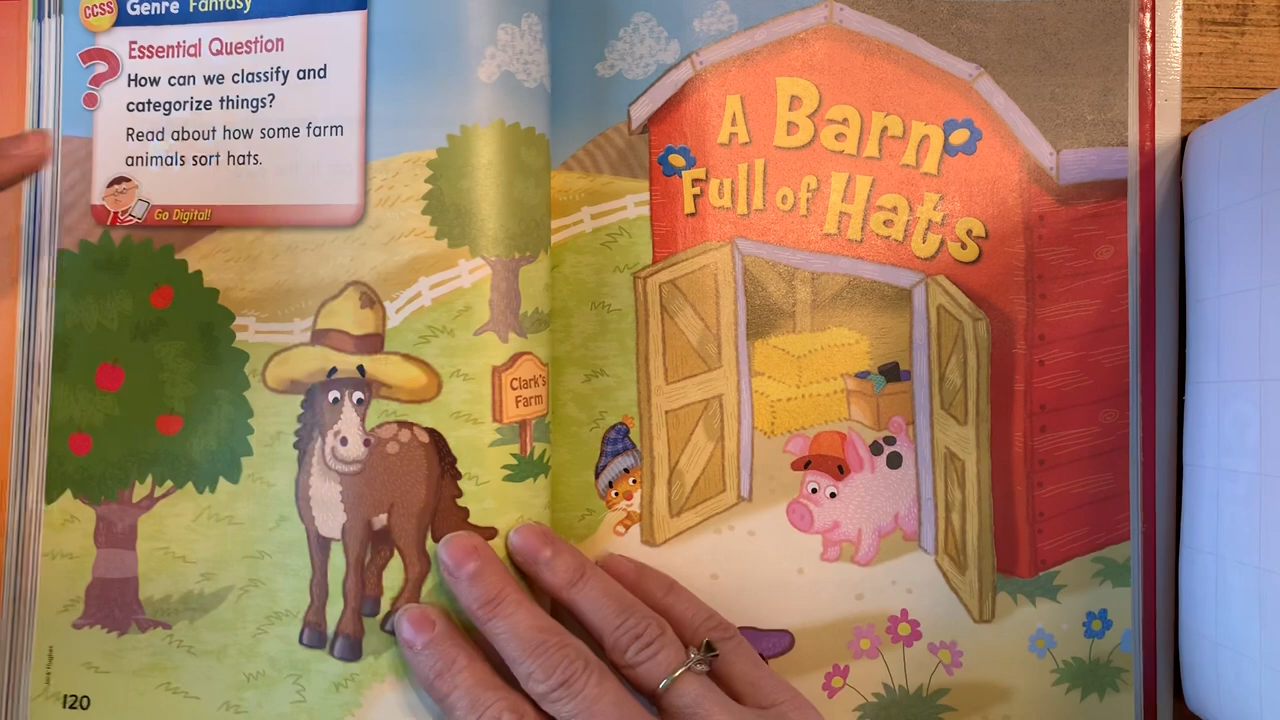 CCSS
Genre Fantasy
?
Essential Question
How can we classify and
categorize things?
Read about how some farm
animals sort hats.
Go Digital!
A Barn
Full of Hats
Clark's
Farm
120